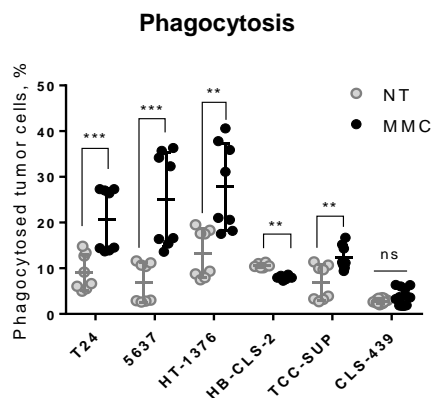 Phagocytosis
Phagocytosed tumor cells, %
50
40
30
20
10
0
NT
MMC
***
***
**
**
**
ns
T24
5637
HT-1376
HB-CLS-2
TCC-SUP
CLS-439